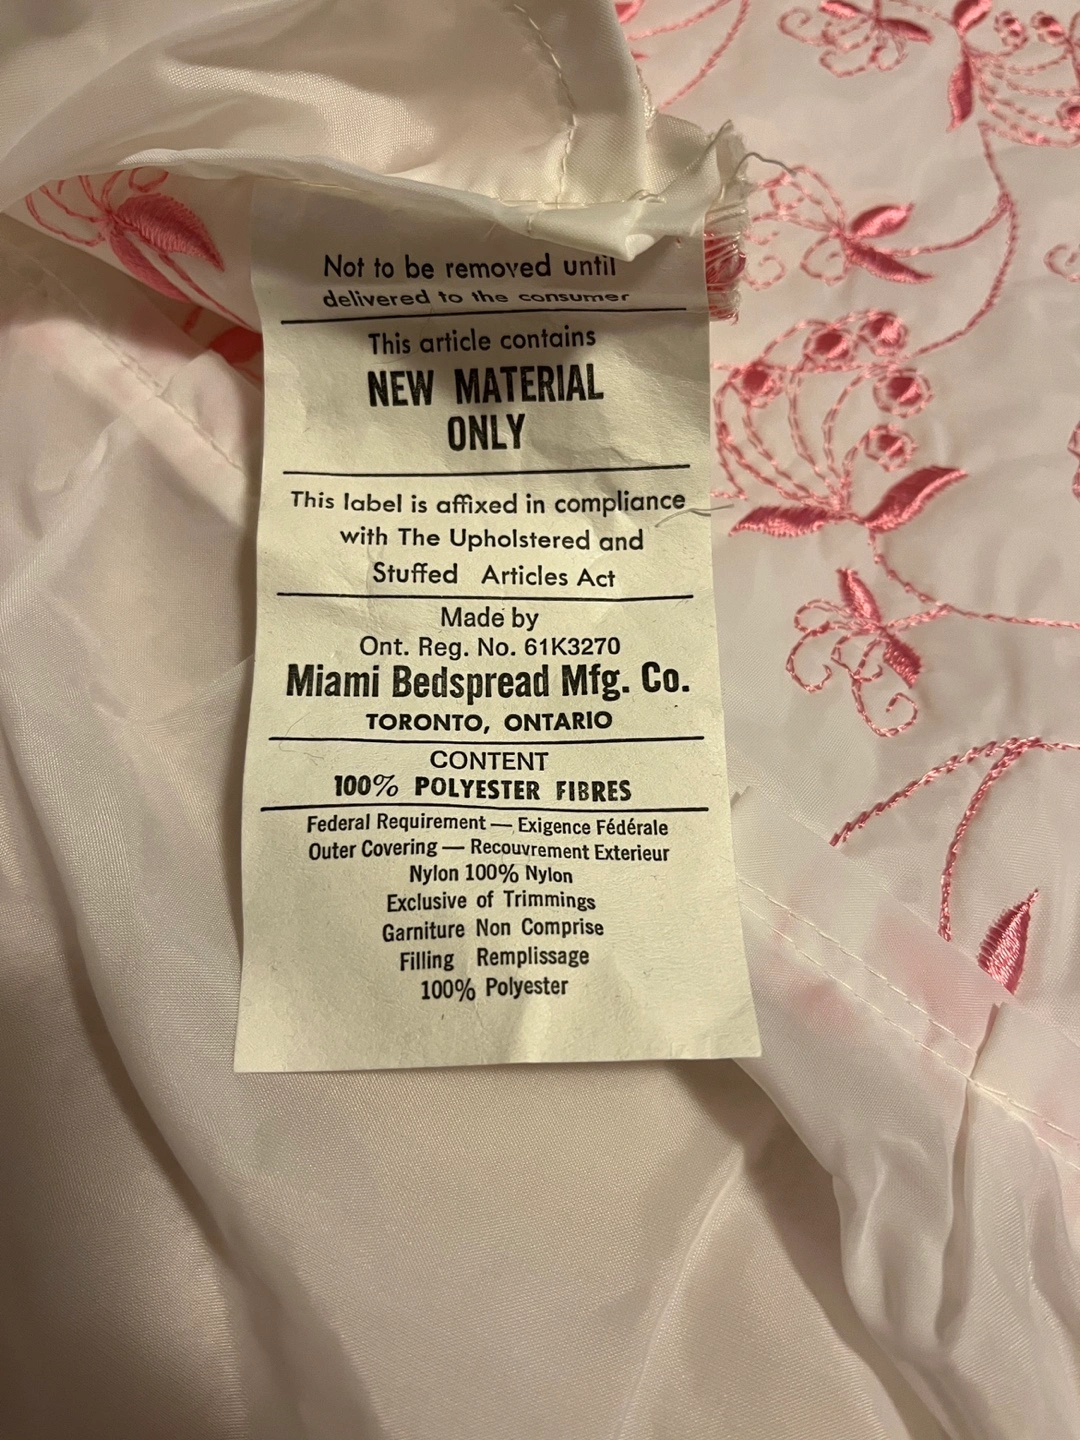 Not to be removed until
delivered to the consumer
This article contains
NEW MATERIAL
ONLY
This label is affixed in compliance
with The Upholstered and
Stuffed Articles Act
Made by
Ont. Reg. No. 61K3270
Miami Bedspread Mfg. Co.
TORONTO, ONTARIO
CONTENT
100% POLYESTER FIBRES
Federal Requirement — Exigence Fédérale
Outer Covering — Recouvrement Exterieur
Nylon 100% Nylon
Exclusive of Trimmings
Garniture Non Comprise
Filling Remplissage
100% Polyester